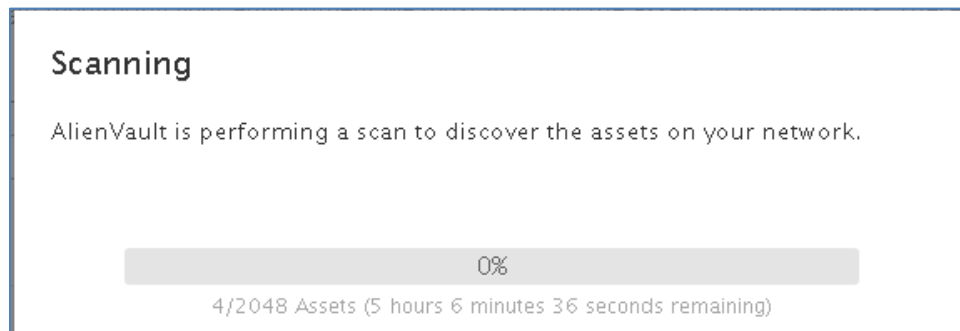 Scanning
AlienVault is performing a scan to discover the assets on your network.
0%
4/2048 Assets (5 hours 6 minutes 36 seconds remaining)